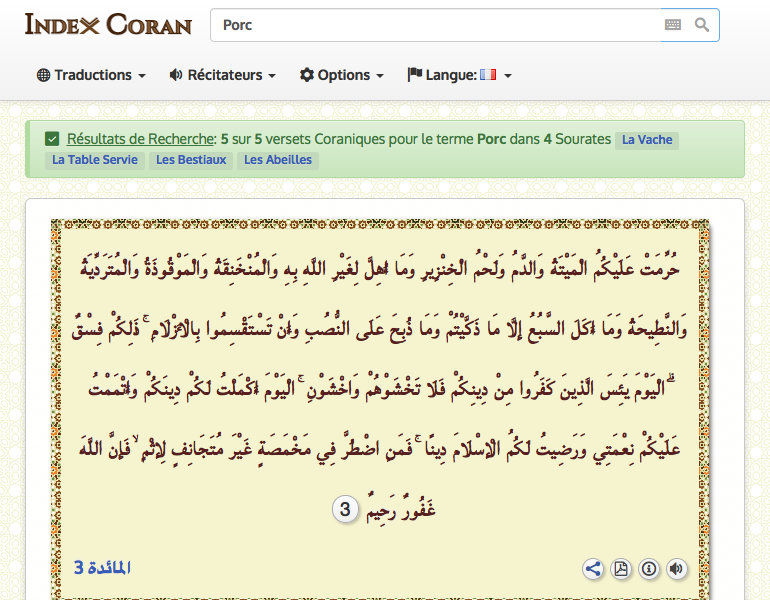 INDEX CORAN
Porc
Traductions
Récitateurs
Options
Langue:
Résultats de Recherche: 5 sur 5 versets Coraniques pour le terme Porc dans 4 Sourates La Vache
La Table Servie Les Bestiaux Les Abeilles
حُرِّمَتْ عَلَيْكُمُ الْمَيْتَةُ وَالدَّمُ وَلَحْمُ الْخِنْزِيرِ وَمَا أُهِلَّ لِغَيْرِ اللَّهِ بِهِ وَالْمُنْخَنِقَةُ وَالْمَوْقُوذَةُ وَالْمُتَرَدِّيَةُ
وَالنَّطِيحَةُ وَمَا أَكَلَ السَّبُعُ إِلَّا مَا ذَكَّيْتُمْ وَمَا ذُبِحَ عَلَى النُّصُبِ وَأَنْ تَسْتَقْسِمُوا بِالْأَزْلَامِ ۚ ذَٰلِكُمْ فِسْقٌ
ۗ الْيَوْمَ يَئِسَ الَّذِينَ كَفَرُوا مِنْ دِينِكُمْ فَلَا تَخْشَوْهُمْ وَاخْشَوْنِ ۚ الْيَوْمَ أَكْمَلْتُ لَكُمْ دِينَكُمْ وَأَتْمَمْتُ
عَلَيْكُمْ نِعْمَتِي وَرَضِيتُ لَكُمُ الْإِسْلَامَ دِينًا ۚ فَمَنِ اضْطُرَّ فِي مَخْمَصَةٍ غَيْرَ مُتَجَانِفٍ لِإِثْمٍ ۙ فَإِنَّ اللَّهَ
غَفُورٌ رَحِيمٌ 3
المائدة 3